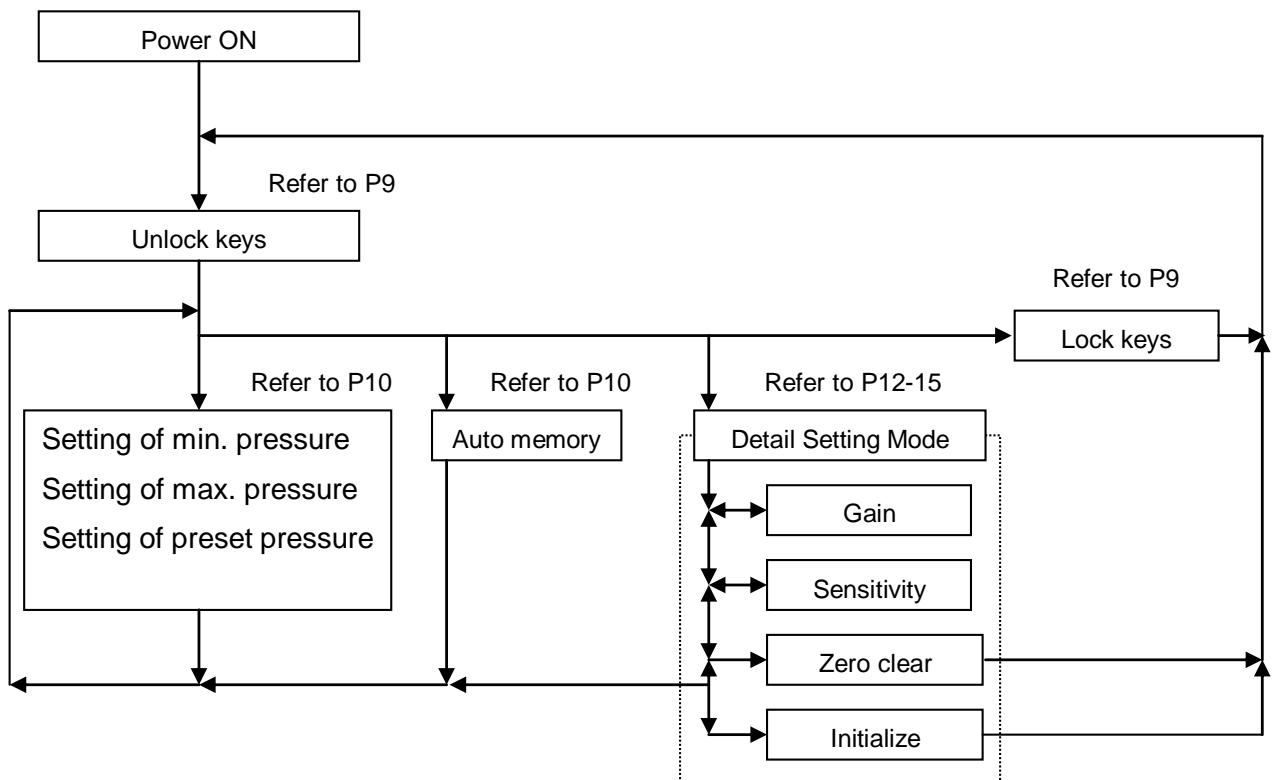 Power ON
Refer to P9
Unlock keys
Refer to P9
Lock keys
Refer to P10
Refer to P10
Refer to P12-15
Setting of min. pressure
Setting of max. pressure
Setting of preset pressure
Auto memory
Detail Setting Mode
Gain
Sensitivity
Zero clear
Initialize